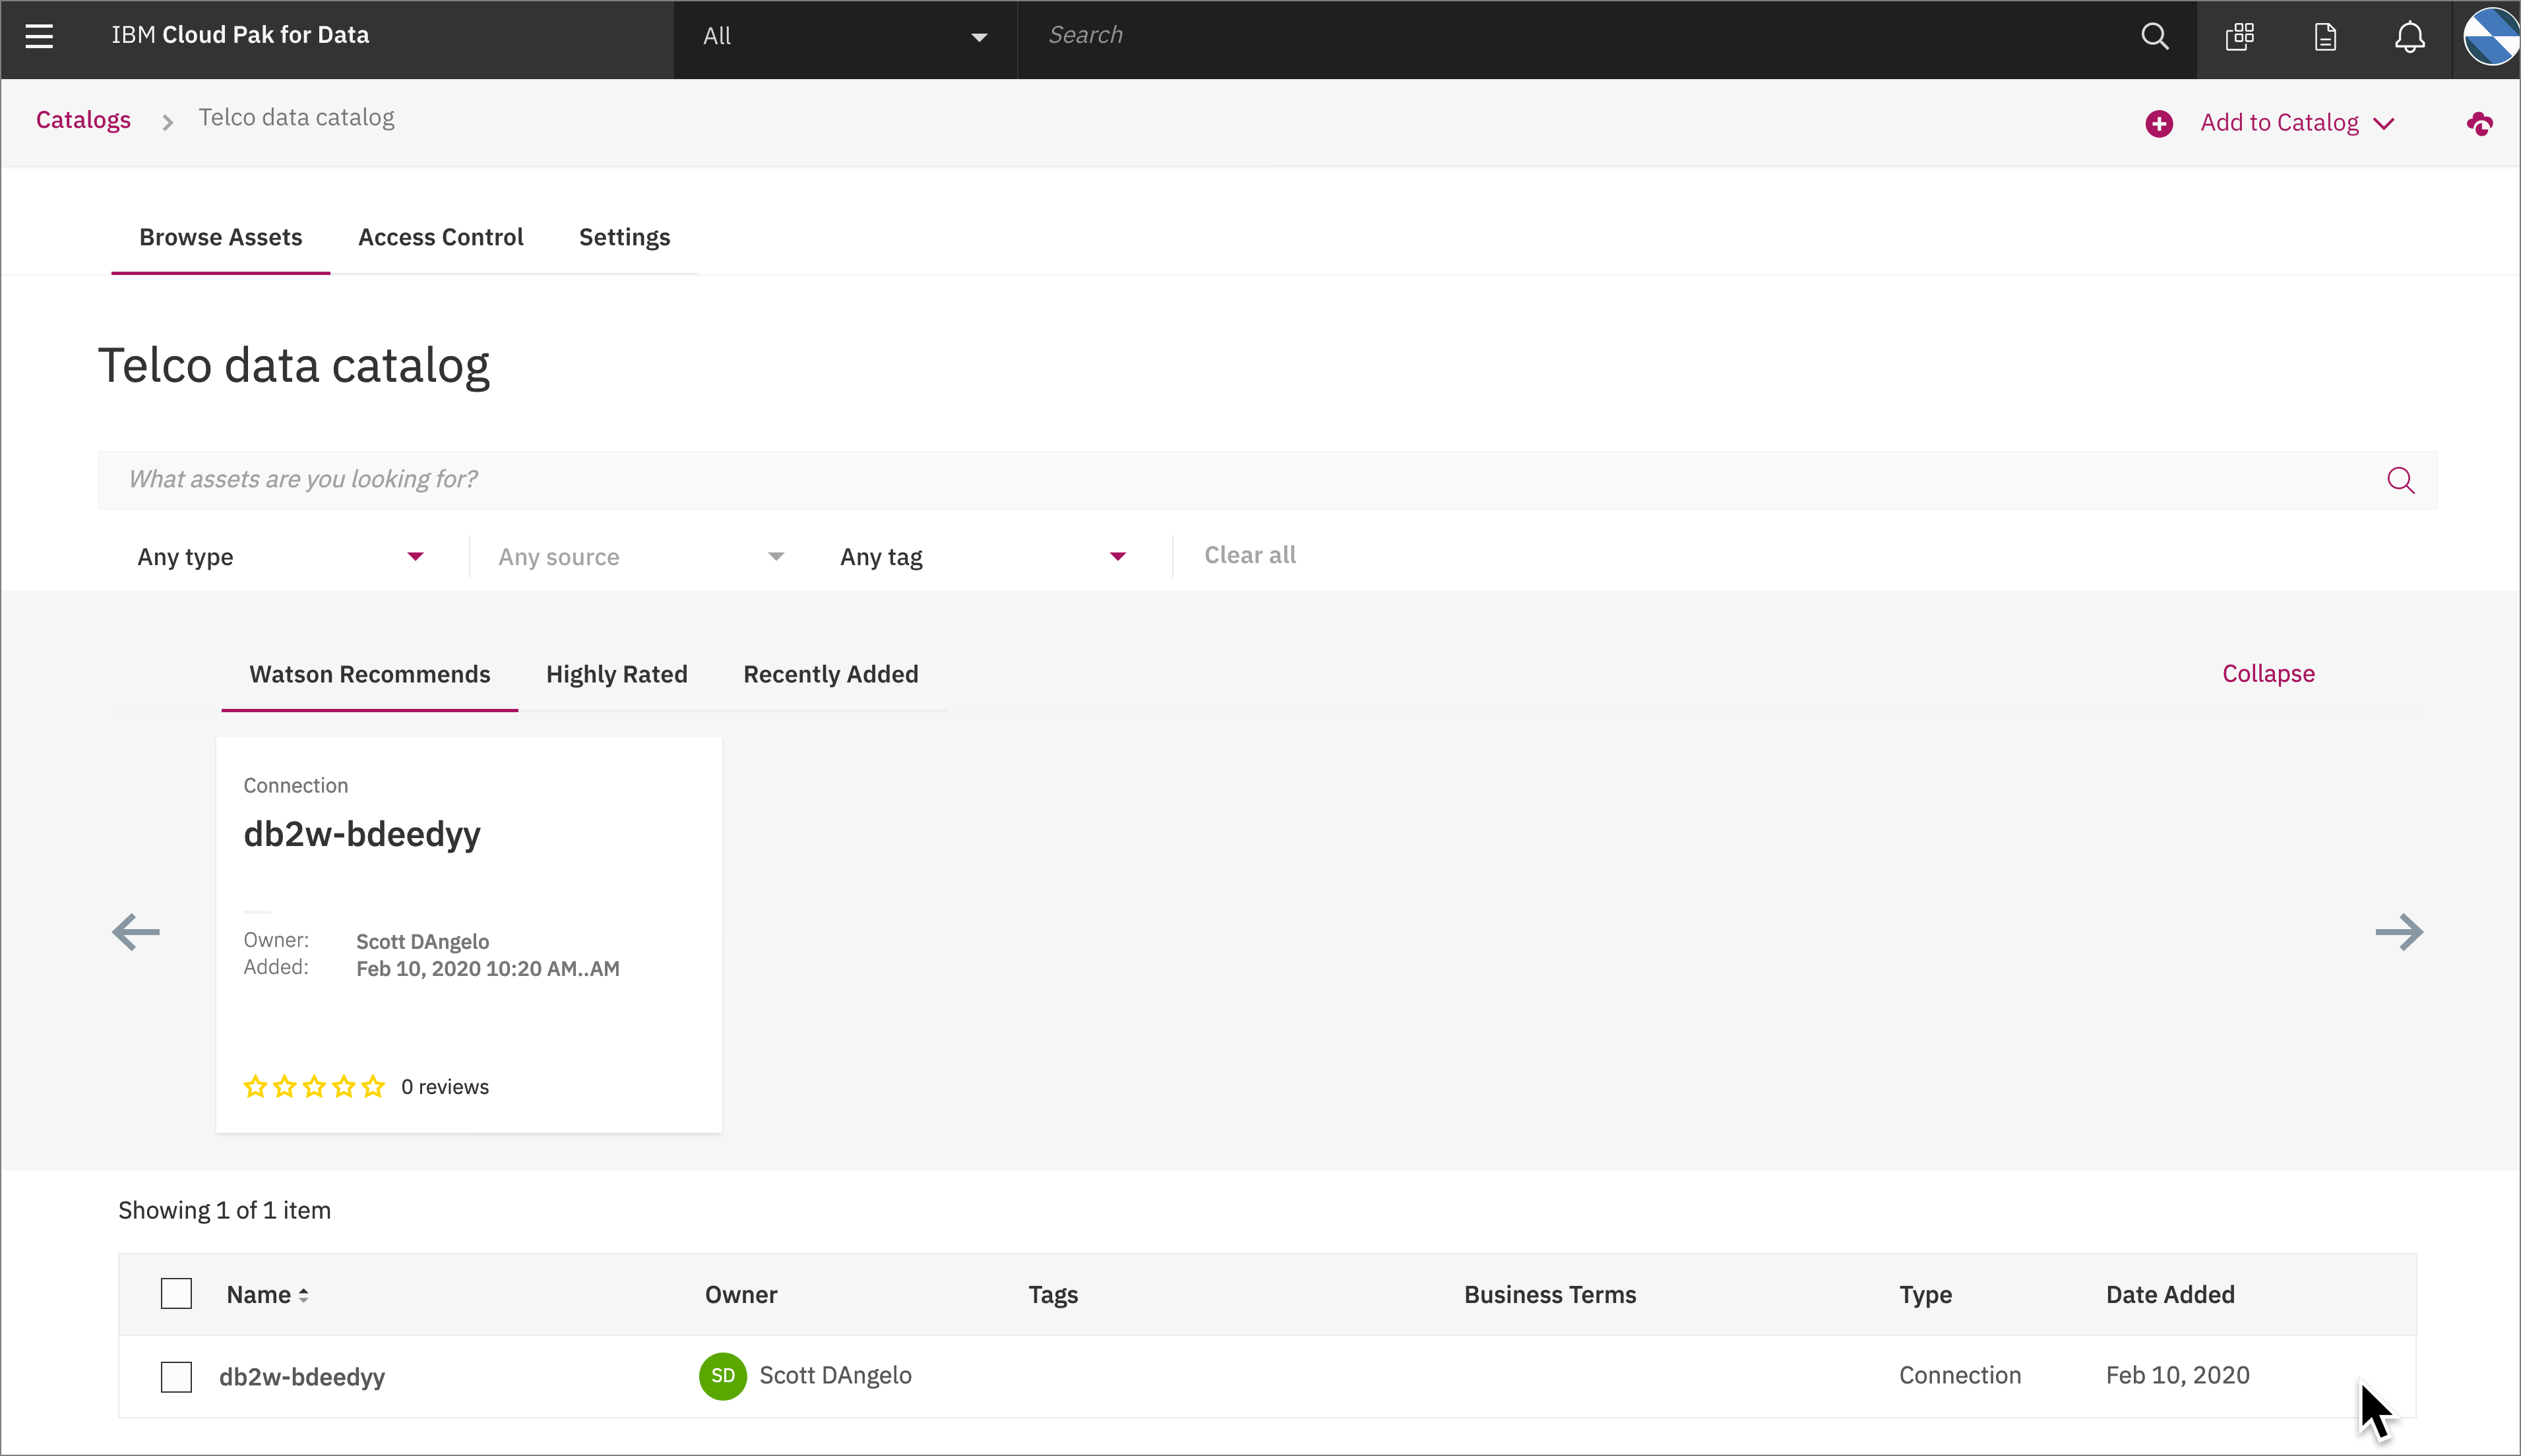 IBM Cloud Pak for Data
All
Search
Catalogs
Telco data catalog
Add to Catalog
Browse Assets
Access Control
Settings
Telco data catalog
What assets are you looking for?
Any type
Any source
Any tag
Clear all
Watson Recommends
Highly Rated
Recently Added
Collapse
Connection
db2w-bdeedyy
Owner: Scott DAngelo
Added: Feb 10, 2020 10:20 AM..AM
0 reviews
Showing 1 of 1 item
Name Owner Tags Business Terms Type Date Added
db2w-bdeedyy SD Scott DAngelo Connection Feb 10, 2020